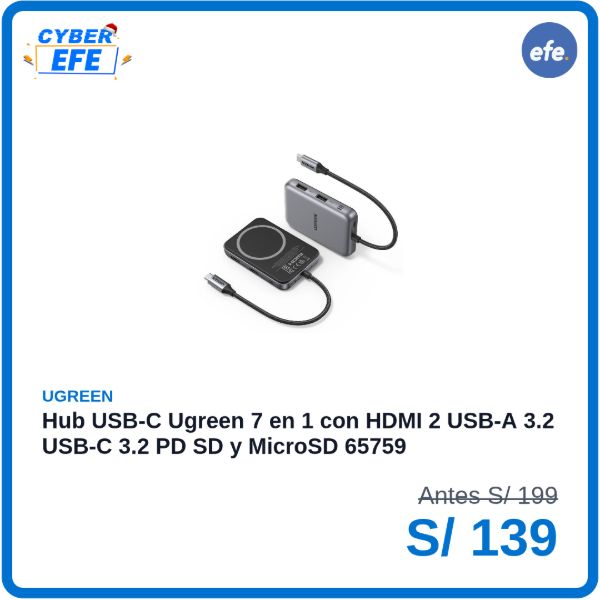 CYBER
EFE
efe.
UGREEN
Hub USB-C Ugreen 7 en 1 con HDMI 2 USB-A 3.2
USB-C 3.2 PD SD y MicroSD 65759
Antes S/ 199
S/ 139